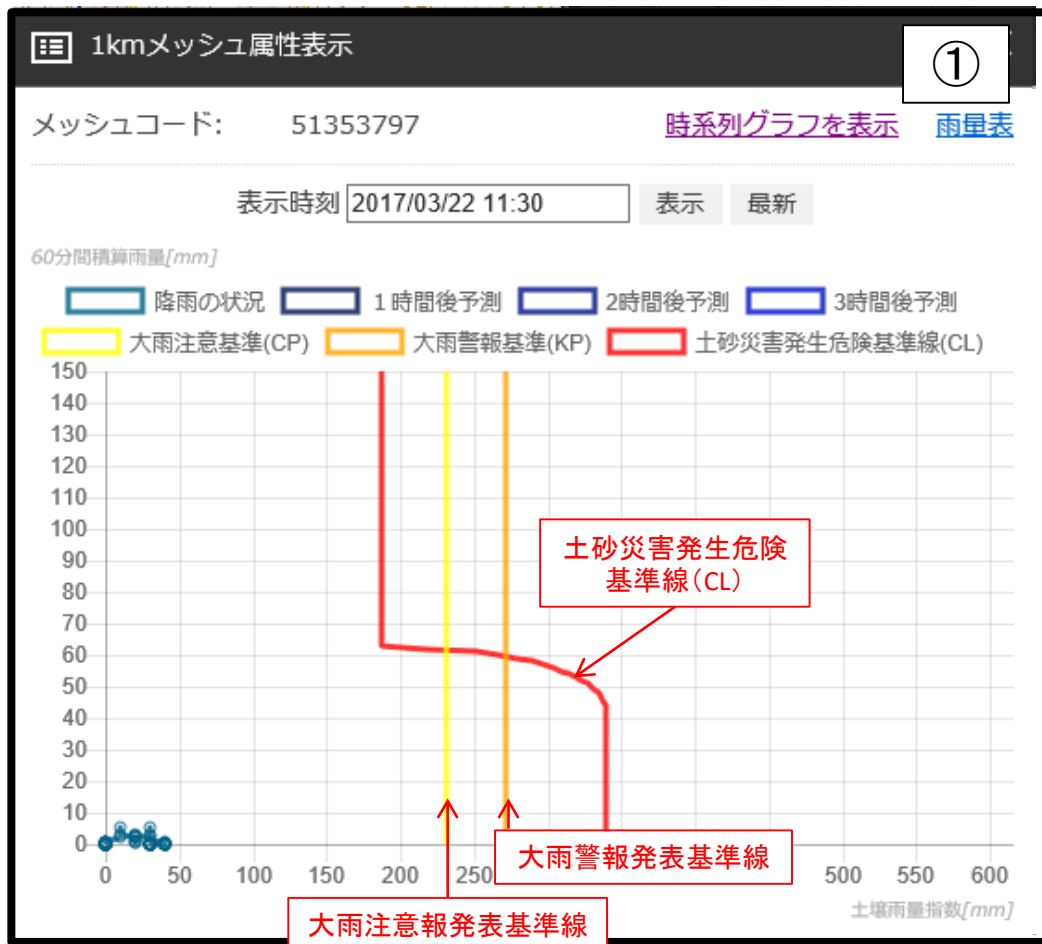 1kmメッシュ属性表示
①
メッシュコード: 51353797 時系列グラフを表示 雨量表
表示時刻 2017/03/22 11:30 表示 最新
60分間積算雨量[mm]
降雨の状況 1時間後予測 2時間後予測 3時間後予測
大雨注意基準(CP) 大雨警報基準(KP) 土砂災害発生危険基準線(CL)
150
140
130
120
110
100
90
80
70
60
50
40
30
20
10
0
土砂災害発生危険
基準線(CL)
大雨警報発表基準線
0 50 100 150 200 250 500 550 600
土壌雨量指数[mm]
大雨注意報発表基準線